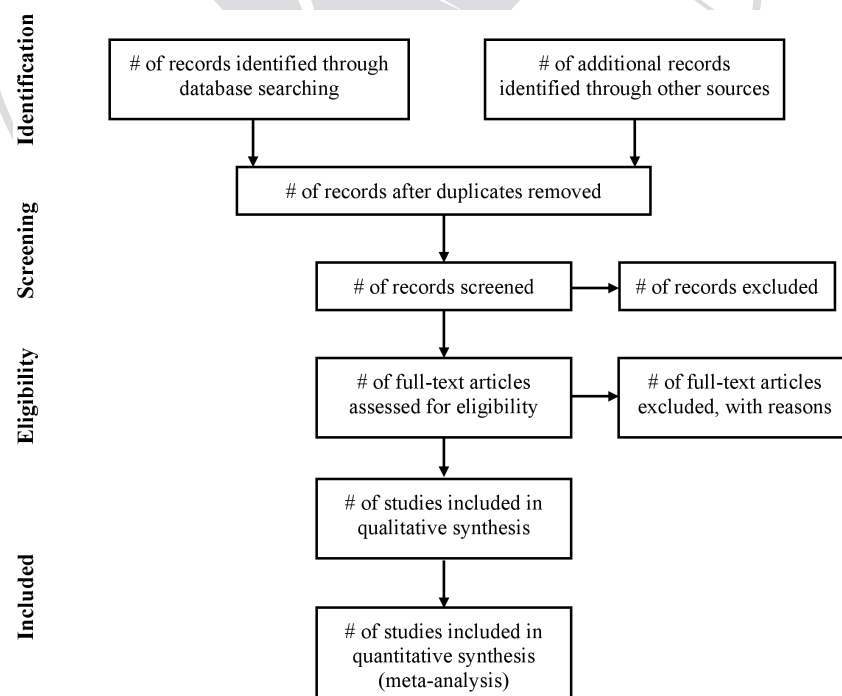 Identification
# of records identified through
database searching
# of additional records
identified through other sources
# of records after duplicates removed
Screening
# of records screened
# of records excluded
Eligibility
# of full-text articles
assessed for eligibility
# of full-text articles
excluded, with reasons
# of studies included in
qualitative synthesis
Included
# of studies included in
quantitative synthesis
(meta-analysis)